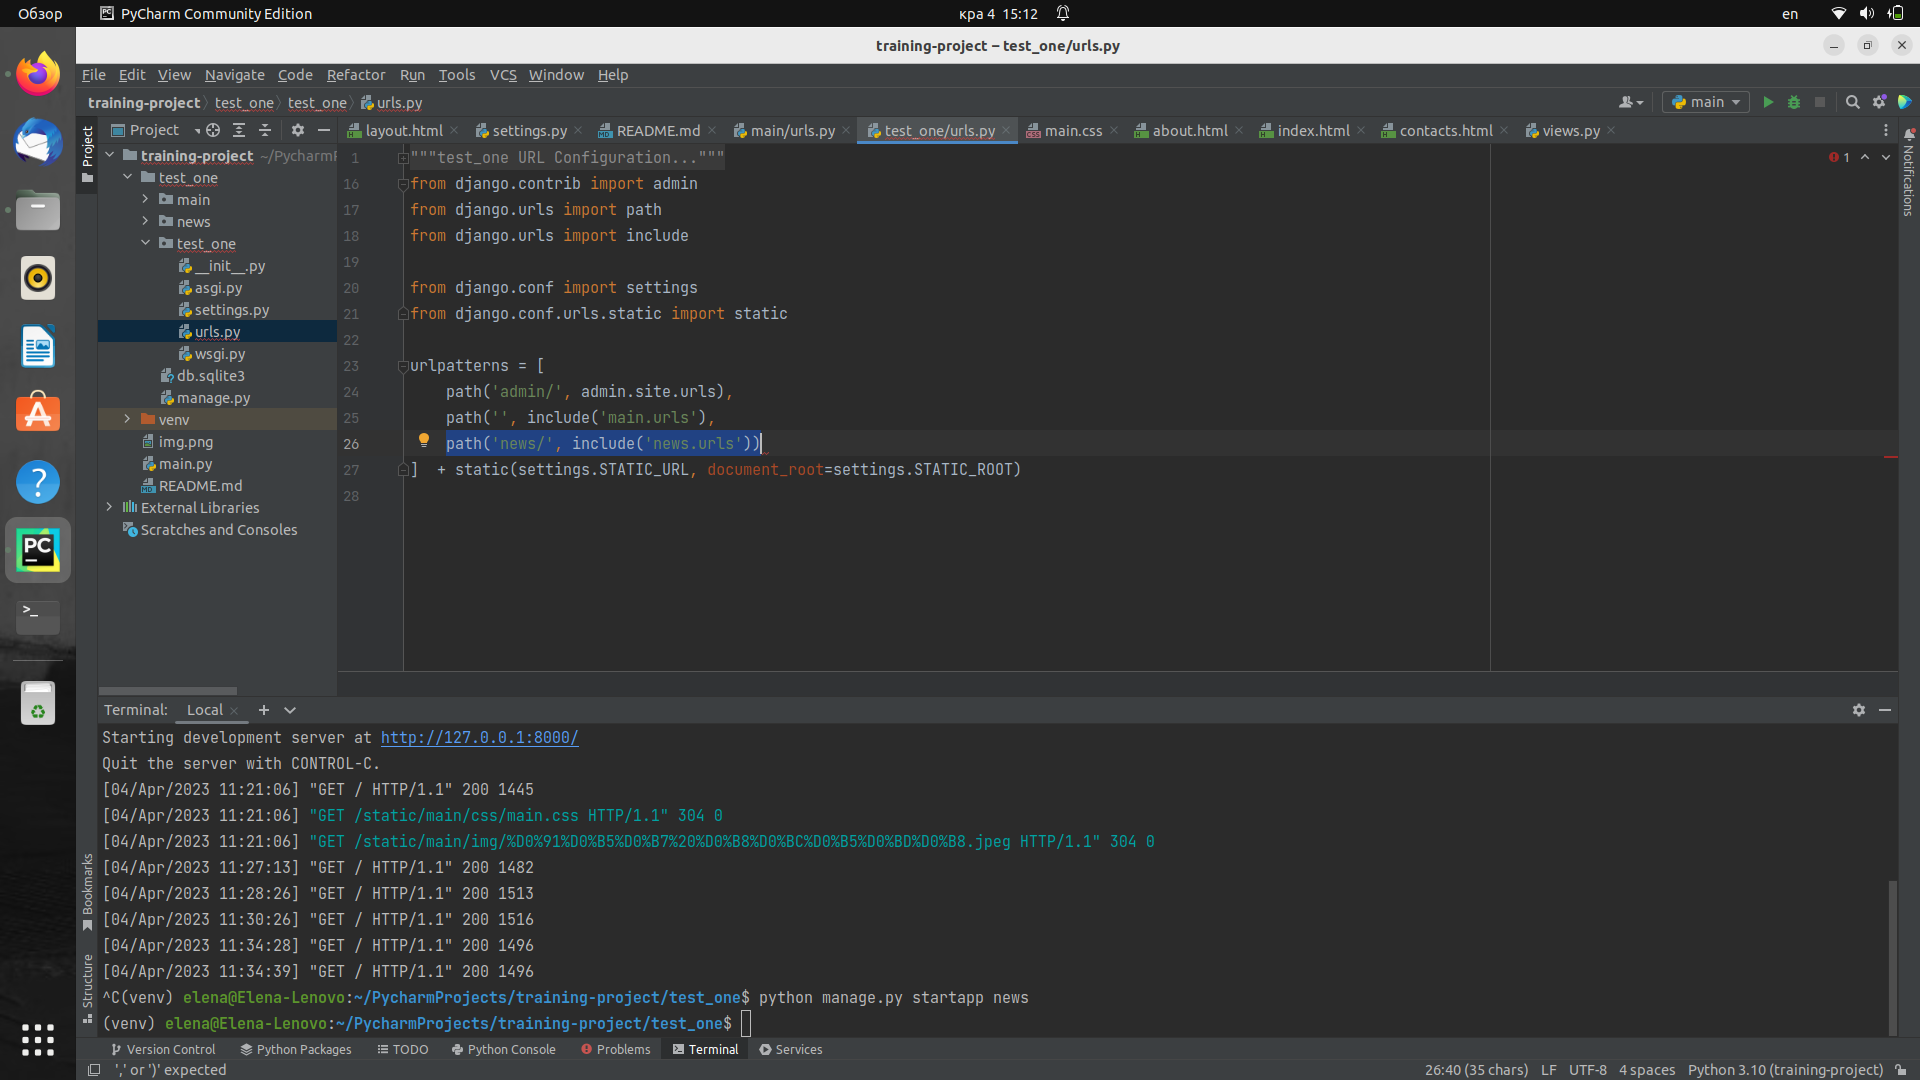 Обзор
PyCharm Community Edition
кра 4 15:12
en
training-project – test_one/urls.py
File Edit View Navigate Code Refactor Run Tools VCS Window Help
training-project test_one test_one urls.py
main
Project
layout.html settings.py README.md main/urls.py test_one/urls.py main.css about.html index.html contacts.html views.py
Project
Notifications
training-project ~/PycharmP
test_one
main
news
test_one
__init__.py
asgi.py
settings.py
urls.py
wsgi.py
db.sqlite3
manage.py
venv
img.png
main.py
README.md
External Libraries
Scratches and Consoles
1
1 """test_one URL Configuration..."""
16 from django.contrib import admin
17 from django.urls import path
18 from django.urls import include
19
20 from django.conf import settings
21 from django.conf.urls.static import static
22
23 urlpatterns = [
24 path('admin/', admin.site.urls),
25 path('', include('main.urls'),
26 path('news/', include('news.urls'))
27 ] + static(settings.STATIC_URL, document_root=settings.STATIC_ROOT)
28
Terminal: Local
Starting development server at http://127.0.0.1:8000/
Quit the server with CONTROL-C.
[04/Apr/2023 11:21:06] "GET / HTTP/1.1" 200 1445
[04/Apr/2023 11:21:06] "GET /static/main/css/main.css HTTP/1.1" 304 0
[04/Apr/2023 11:21:06] "GET /static/main/img/%D0%91%D0%B5%D0%B7%20%D0%B8%D0%BC%D0%B5%D0%BD%D0%B8.jpeg HTTP/1.1" 304 0
[04/Apr/2023 11:27:13] "GET / HTTP/1.1" 200 1482
[04/Apr/2023 11:28:26] "GET / HTTP/1.1" 200 1513
[04/Apr/2023 11:30:26] "GET / HTTP/1.1" 200 1516
[04/Apr/2023 11:34:28] "GET / HTTP/1.1" 200 1496
[04/Apr/2023 11:34:39] "GET / HTTP/1.1" 200 1496
^C(venv) elena@Elena-Lenovo:~/PycharmProjects/training-project/test_one$ python manage.py startapp news
(venv) elena@Elena-Lenovo:~/PycharmProjects/training-project/test_one$
Bookmarks
Structure
Version Control Python Packages TODO Python Console Problems Terminal Services
',' or ')' expected
26:40 (35 chars) LF UTF-8 4 spaces Python 3.10 (training-project)